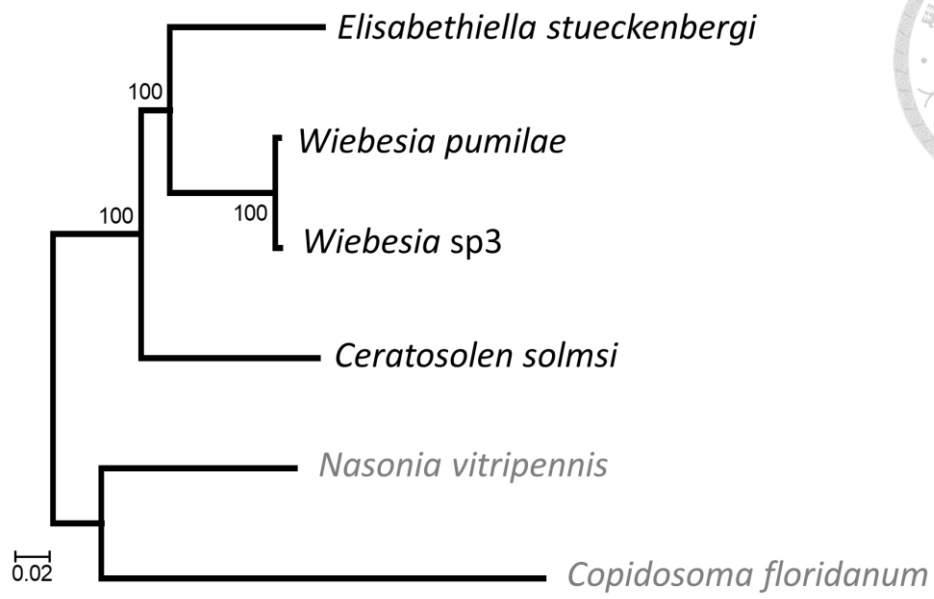 Elisabethiella stueckenbergi
100
Wiebesia pumilae
100
100
Wiebesia sp3
Ceratosolen solmsi
Nasonia vitripennis
0.02
Copidosoma floridanum